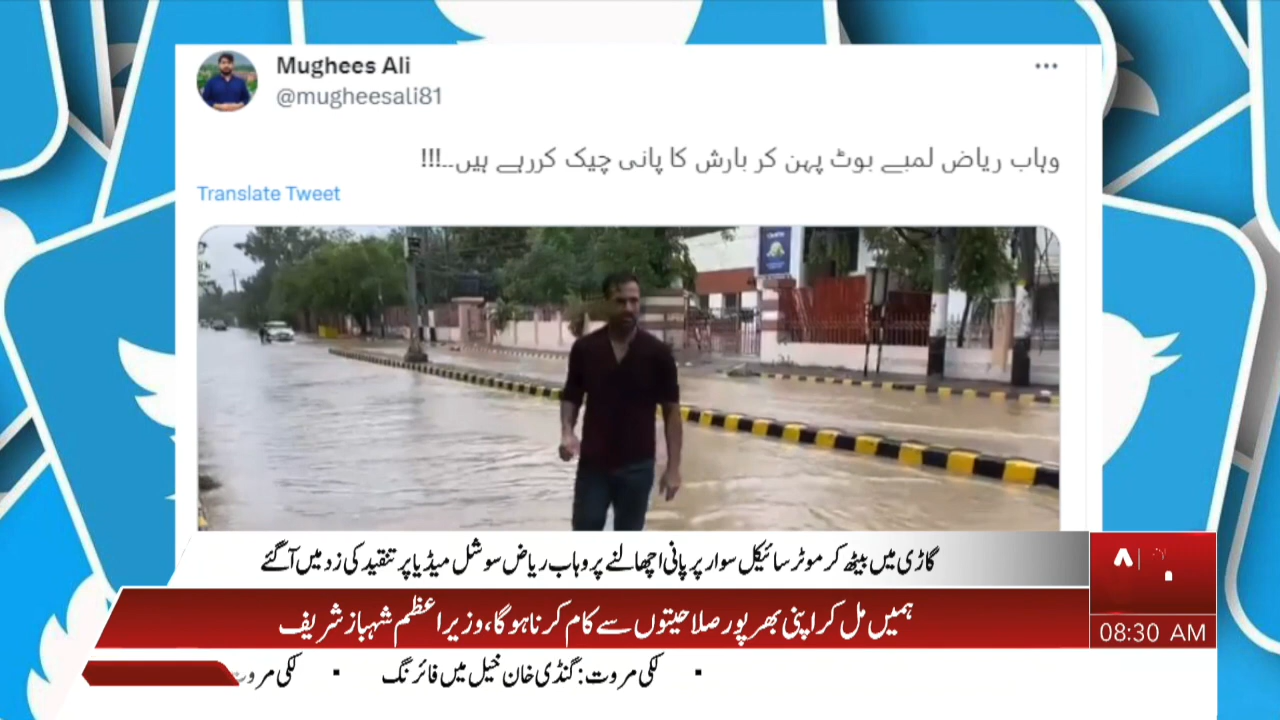 Mughees Ali
@mugheesali81
وہاب ریاض لمبے بوٹ پہن کر بارش کا پانی چیک کررہے ہیں۔۔!!!
Translate Tweet
گاڑی میں بیٹھ کر موٹر سائیکل سوار پر پانی اچھالنے پر وہاب ریاض سوشل میڈیا پر تنقید کی زد میں آگئے
ہمیں مل کر اپنی بھرپور صلاحیتوں سے کام کرنا ہوگا، وزیراعظم شہباز شریف
08:30 AM
لکی مروت: گنڈی خان خیل میں فائرنگ
لکی مروت